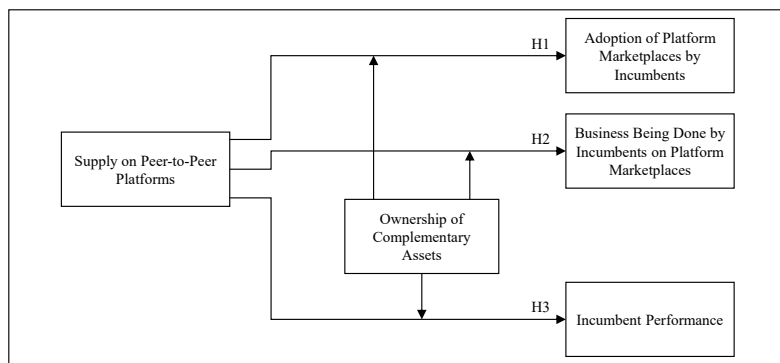 H1
Adoption of Platform
Marketplaces by
Incumbents
Supply on Peer-to-Peer
Platforms
H2
Business Being Done by
Incumbents on Platform
Marketplaces
Ownership of
Complementary
Assets
H3
Incumbent Performance